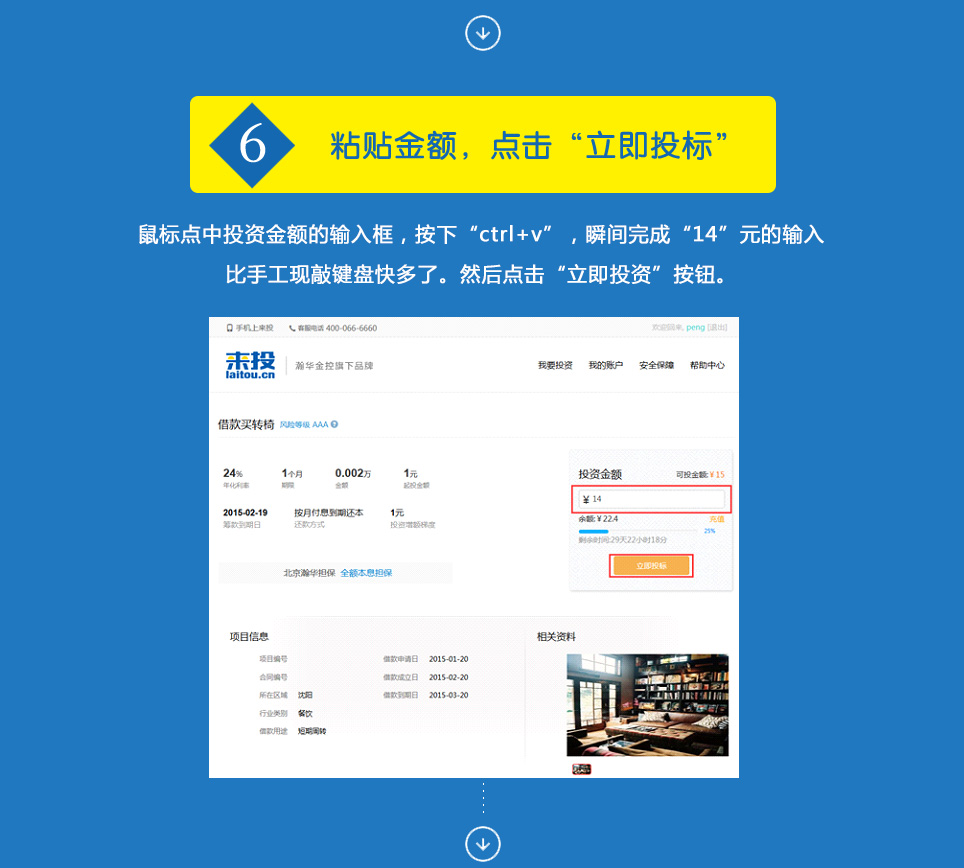 6 粘贴金额，点击“立即投标”
鼠标点中投资金额的输入框，按下“ctrl+v”，瞬间完成“14”元的输入
比手工现敲键盘快多了。然后点击“立即投资”按钮。
手机上来投 客服电话 400-066-6660 欢迎回来, peng [退出]
来投 laitou.cn 瀚华金控旗下品牌 我要投资 我的账户 安全保障 帮助中心
借款买转椅 风险等级 AAA
24% 1个月 0.002万 1元
年化利率 期限 金额 起投金额
2015-02-19 按月付息到期还本 1元
筹款到期日 还款方式 投资增额梯度
北京瀚华担保 全额本息担保
投资金额 可投金额:¥15
¥ 14
余额:¥22.4 充值
25%
剩余时间:29天22小时18分
立即投标
项目信息
项目编号 借款申请日 2015-01-20
合同编号 借款成立日 2015-02-20
所在区域 沈阳 借款到期日 2015-03-20
行业类别 餐饮
借款用途 短期周转
相关资料